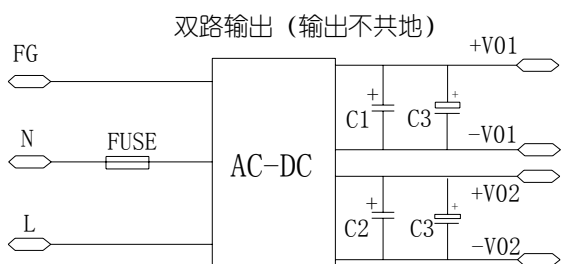 双路输出（输出不共地）
FG
+V01
C1
C3
-V01
N
FUSE
AC-DC
+V02
L
C2
C3
-V02
+
+
+
+